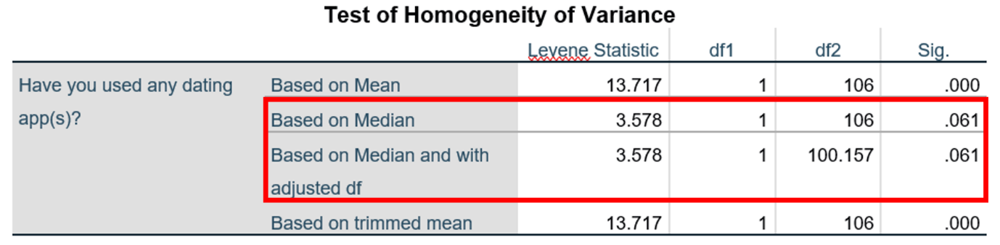 Test of Homogeneity of Variance
Levene Statistic df1 df2 Sig.
Have you used any dating Based on Mean 13.717 1 106 .000
app(s)? Based on Median 3.578 1 106 .061
Based on Median and with 3.578 1 100.157 .061
adjusted df
Based on trimmed mean 13.717 1 106 .000